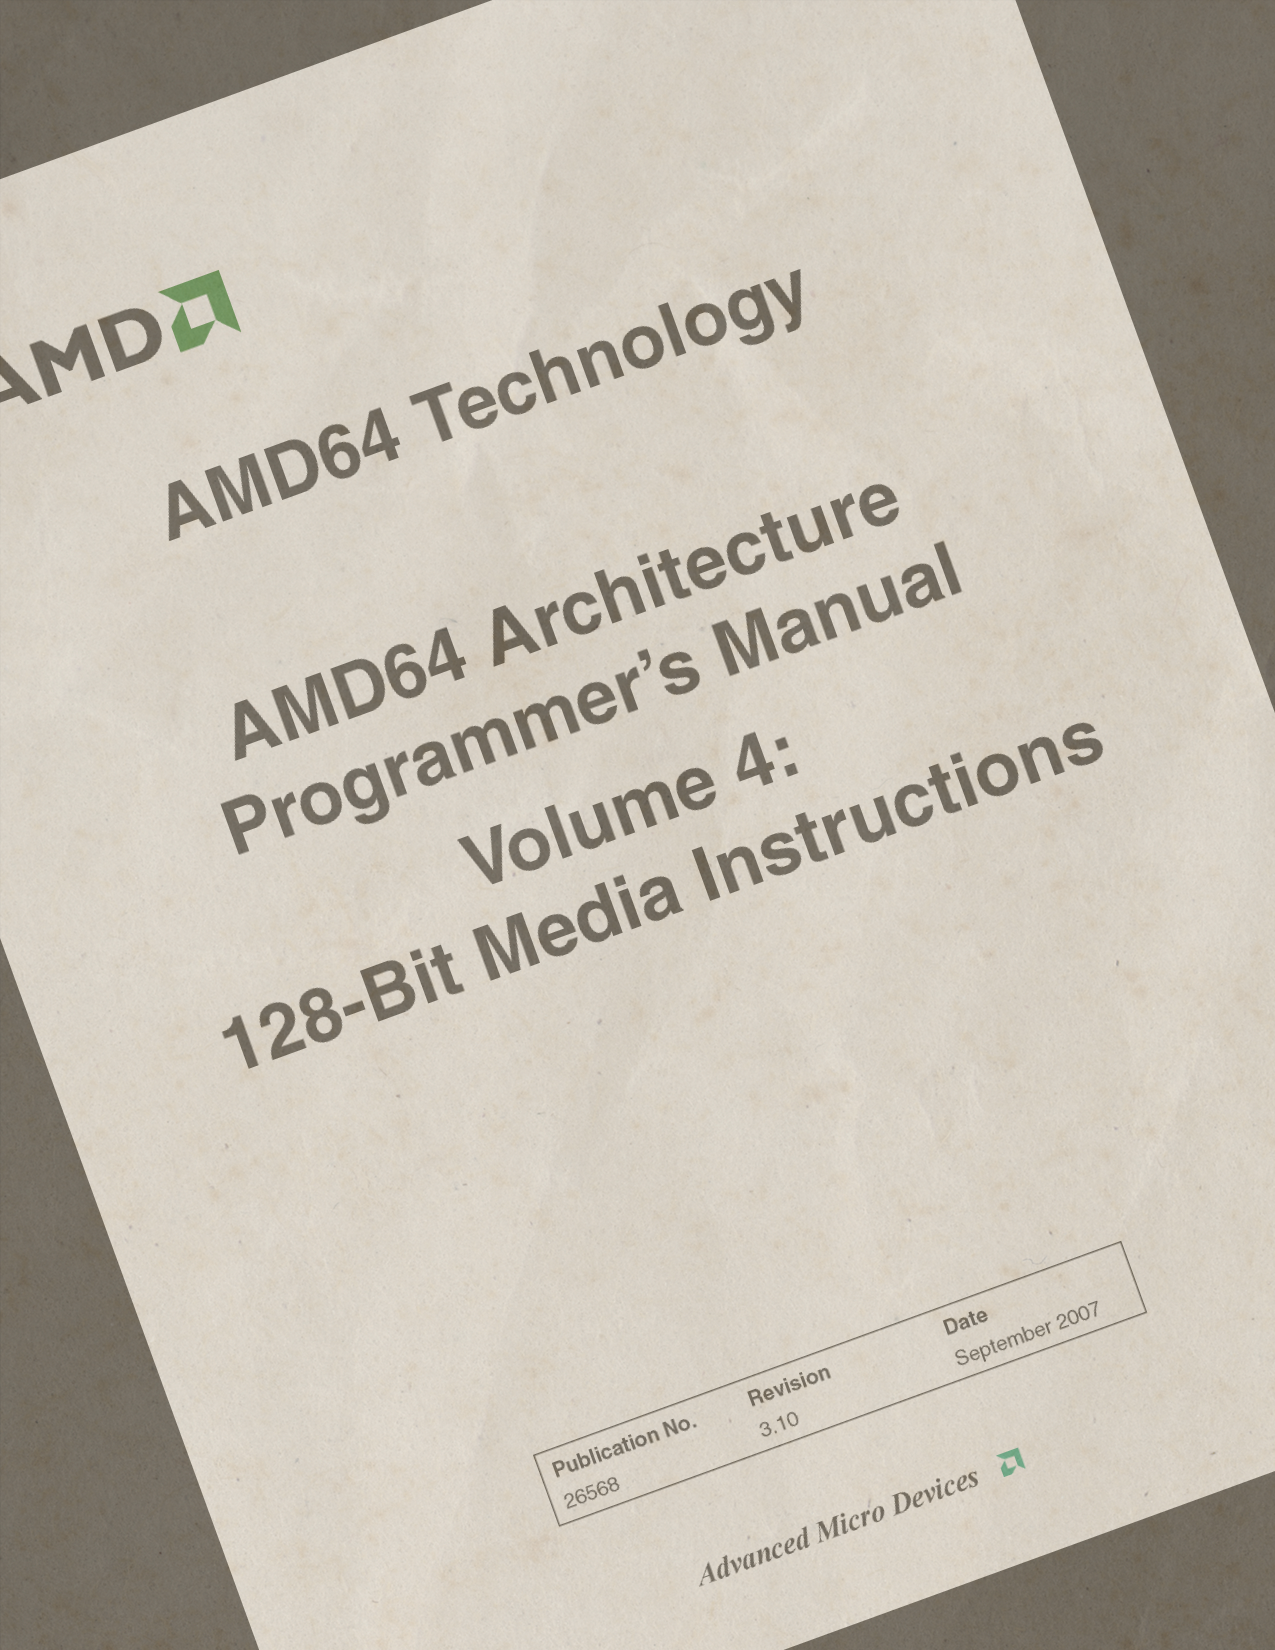 AMD
AMD64 Technology
AMD64 Architecture
Programmer’s Manual
Volume 4:
128-Bit Media Instructions
Publication No. Revision Date
26568 3.10 September 2007
Advanced Micro Devices